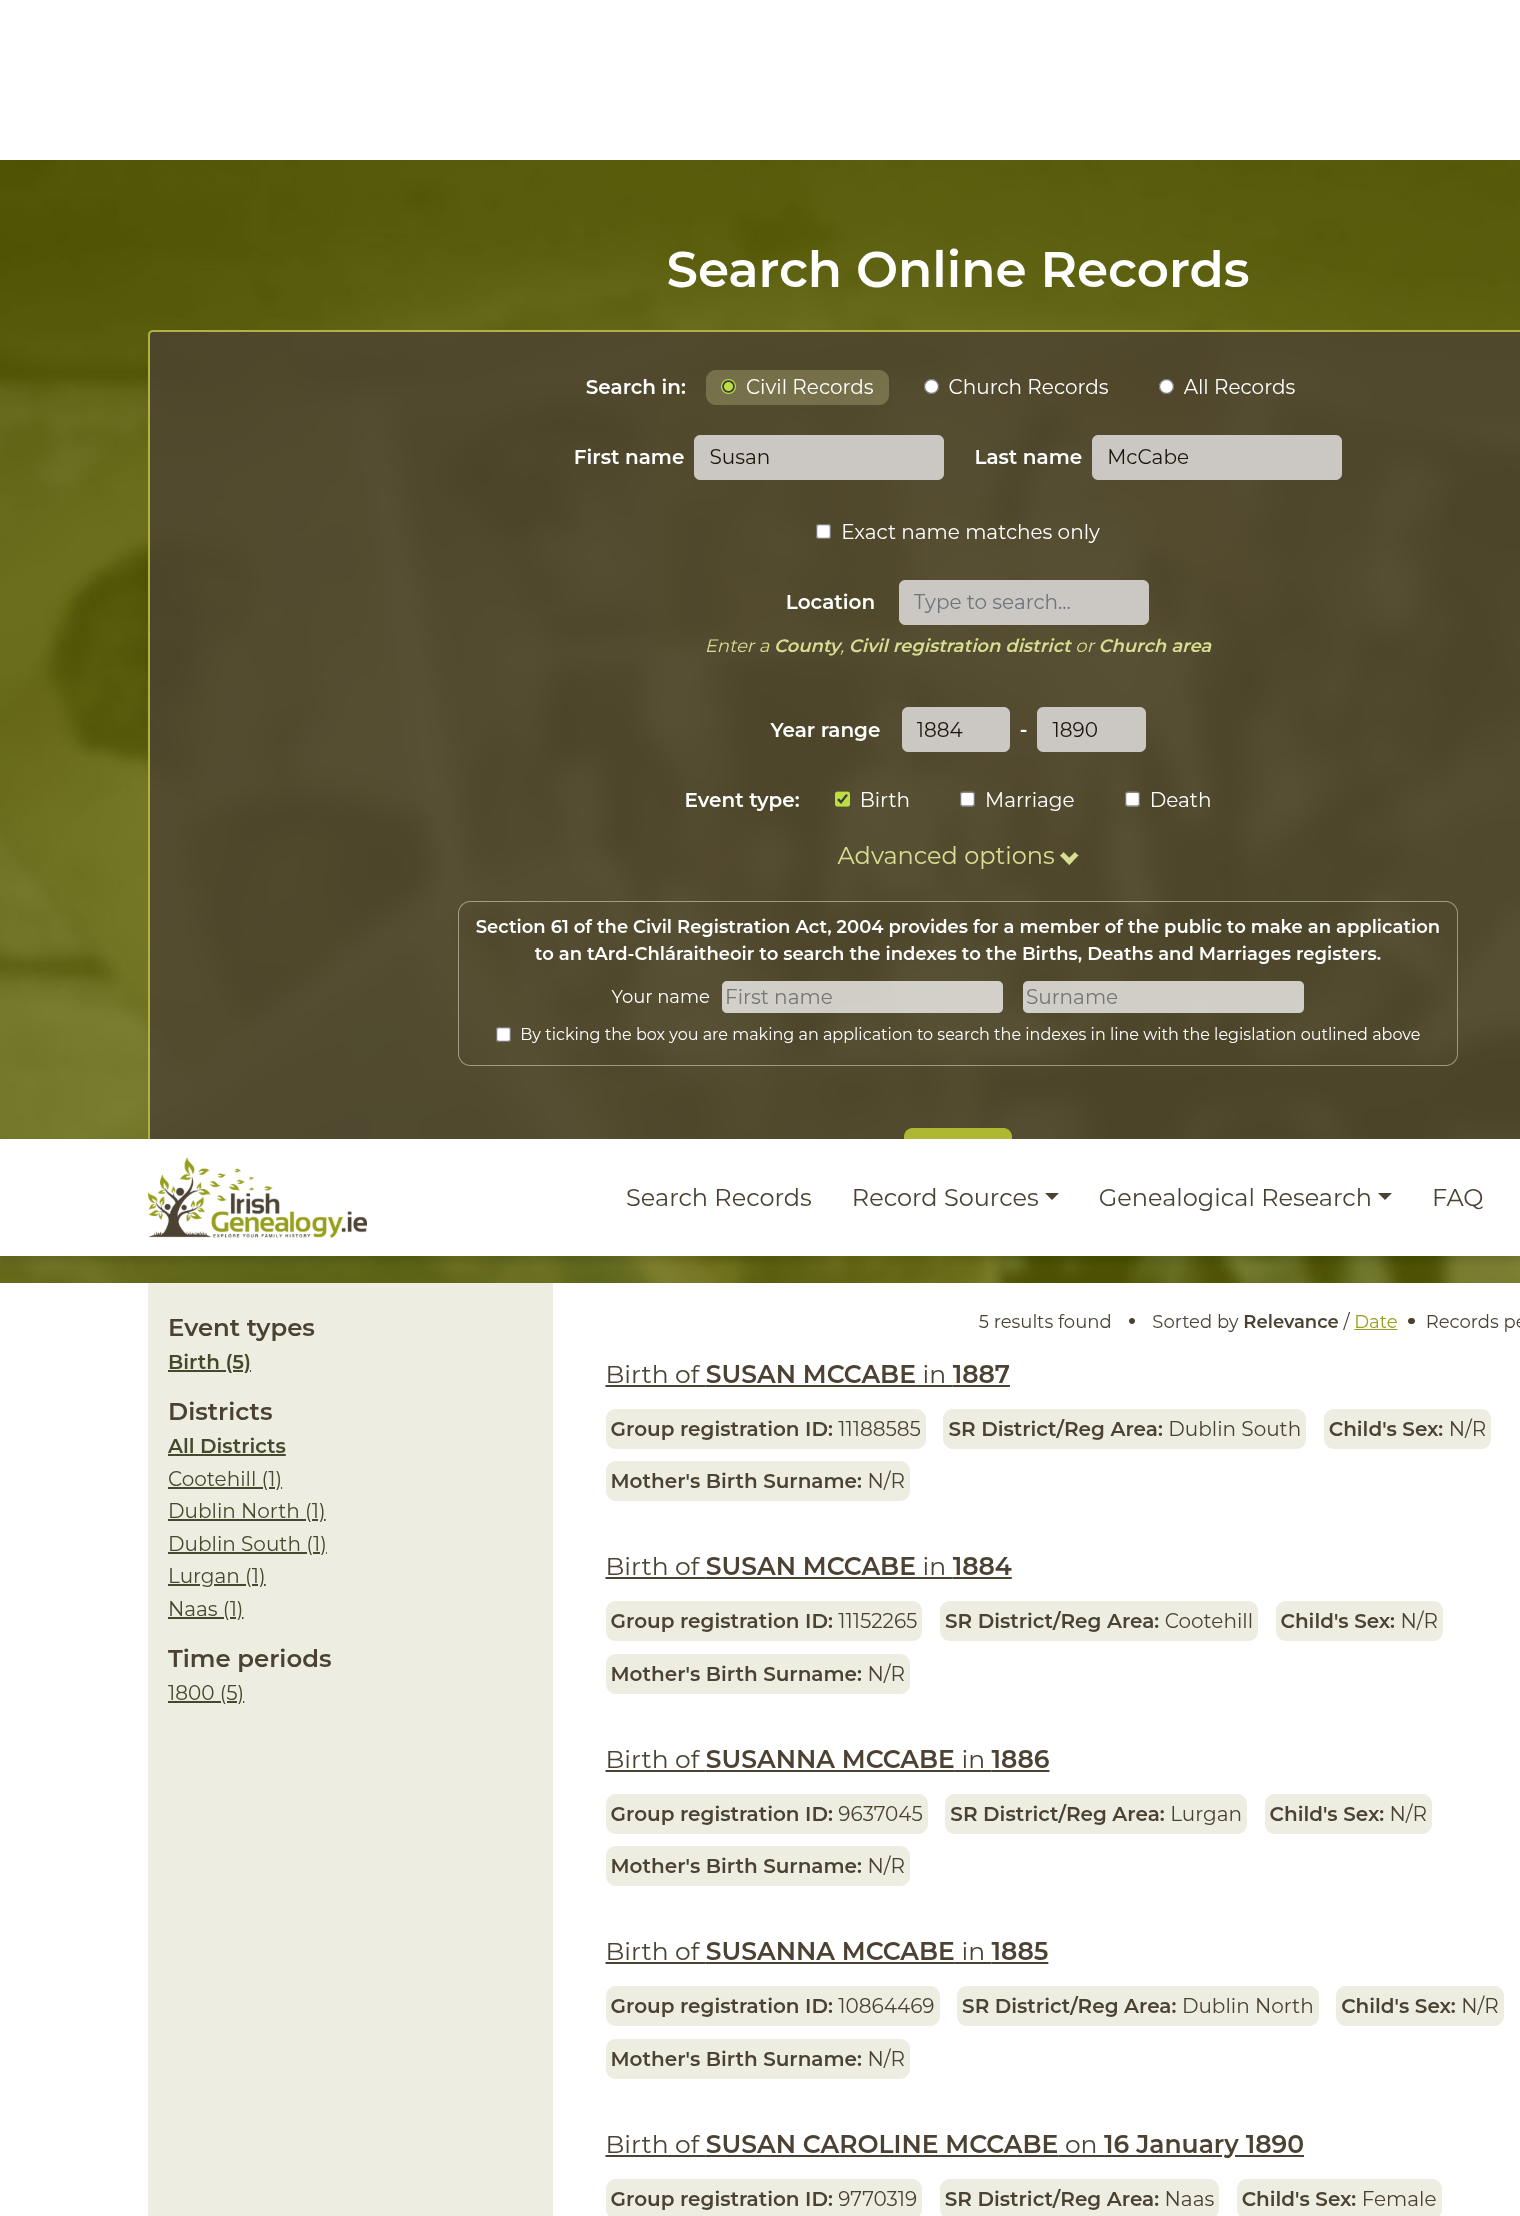 Search Online Records
Search in: Civil Records Church Records All Records
First name Susan Last name McCabe
Exact name matches only
Location Type to search...
Enter a County, Civil registration district or Church area
Year range 1884 - 1890
Event type: Birth Marriage Death
Advanced options
Section 61 of the Civil Registration Act, 2004 provides for a member of the public to make an application
to an tArd-Chláraitheoir to search the indexes to the Births, Deaths and Marriages registers.
Your name First name Surname
By ticking the box you are making an application to search the indexes in line with the legislation outlined above
Irish
Genealogy.ie
EXPLORE YOUR FAMILY HISTORY
Search Records Record Sources Genealogical Research FAQ
Event types
Birth (5)
Districts
All Districts
Cootehill (1)
Dublin North (1)
Dublin South (1)
Lurgan (1)
Naas (1)
Time periods
1800 (5)
5 results found • Sorted by Relevance / Date • Records pe
Birth of SUSAN MCCABE in 1887
Group registration ID: 11188585 SR District/Reg Area: Dublin South Child's Sex: N/R
Mother's Birth Surname: N/R
Birth of SUSAN MCCABE in 1884
Group registration ID: 11152265 SR District/Reg Area: Cootehill Child's Sex: N/R
Mother's Birth Surname: N/R
Birth of SUSANNA MCCABE in 1886
Group registration ID: 9637045 SR District/Reg Area: Lurgan Child's Sex: N/R
Mother's Birth Surname: N/R
Birth of SUSANNA MCCABE in 1885
Group registration ID: 10864469 SR District/Reg Area: Dublin North Child's Sex: N/R
Mother's Birth Surname: N/R
Birth of SUSAN CAROLINE MCCABE on 16 January 1890
Group registration ID: 9770319 SR District/Reg Area: Naas Child's Sex: Female